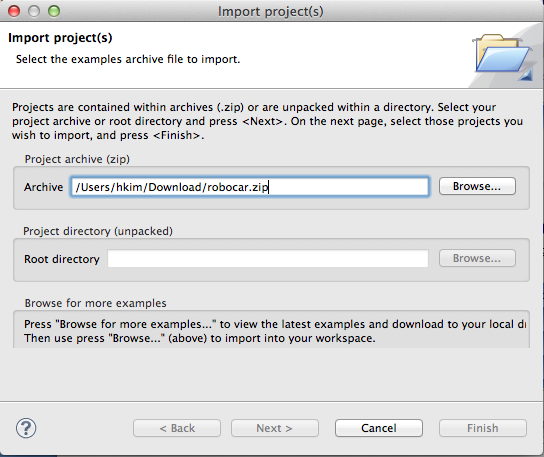 Import project(s)
Import project(s)
Select the examples archive file to import.
Projects are contained within archives (.zip) or are unpacked within a directory. Select your
project archive or root directory and press <Next>. On the next page, select those projects you
wish to import, and press <Finish>.
Project archive (zip)
Archive /Users/hkim/Download/robocar.zip Browse...
Project directory (unpacked)
Root directory Browse...
Browse for more examples
Press "Browse for more examples..." to view the latest examples and download to your local
Then use press "Browse..." (above) to import into your workspace.
? < Back Next > Cancel Finish